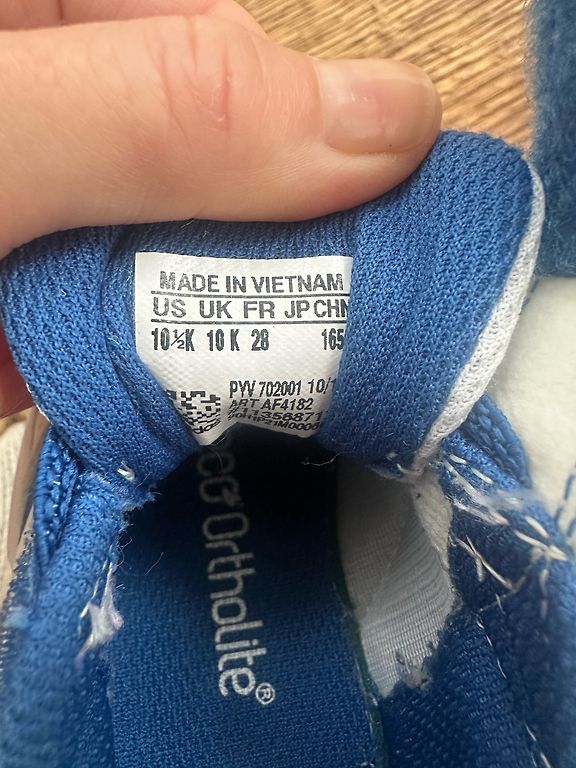 MADE IN VIETNAM
US UK FR JP CHN
10½K 10 K 28 165
PYV 702001 10/1
ART AF4182
eco Ortholite®